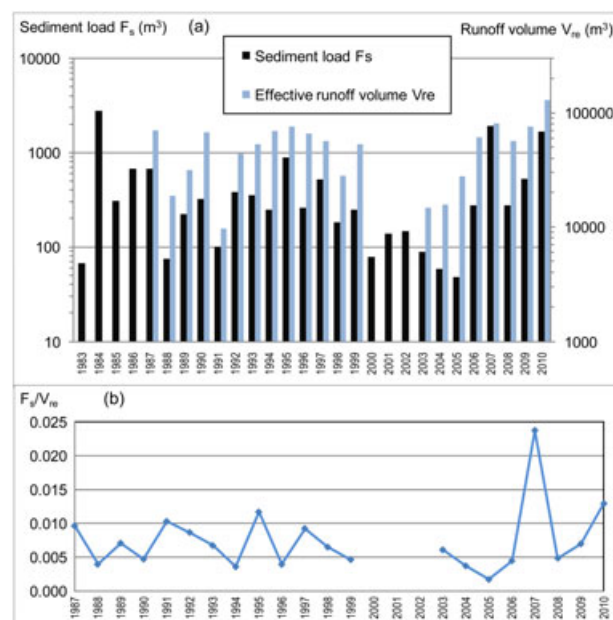 Sediment load Fs (m3) (a) Runoff volume Vre (m3)
Sediment load Fs
Effective runoff volume Vre
10000
1000
100
10
100000
10000
1000
1983 1984 1985 1986 1987 1988 1989 1990 1991 1992 1993 1994 1995 1996 1997 1998 1999 2000 2001 2002 2003 2004 2005 2006 2007 2008 2009 2010
Fs/Vre (b)
0.025
0.020
0.015
0.010
0.005
0.000
1987 1988 1989 1990 1991 1992 1993 1994 1995 1996 1997 1998 1999 2000 2001 2002 2003 2004 2005 2006 2007 2008 2009 2010